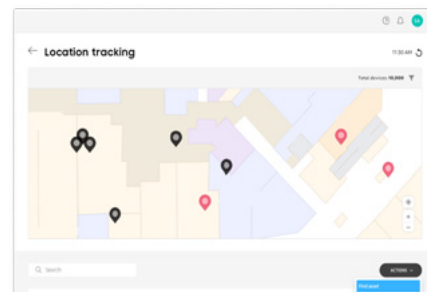 Location tracking
11:30 AM
Total devices: 10,000
Search
ACTIONS
Find asset